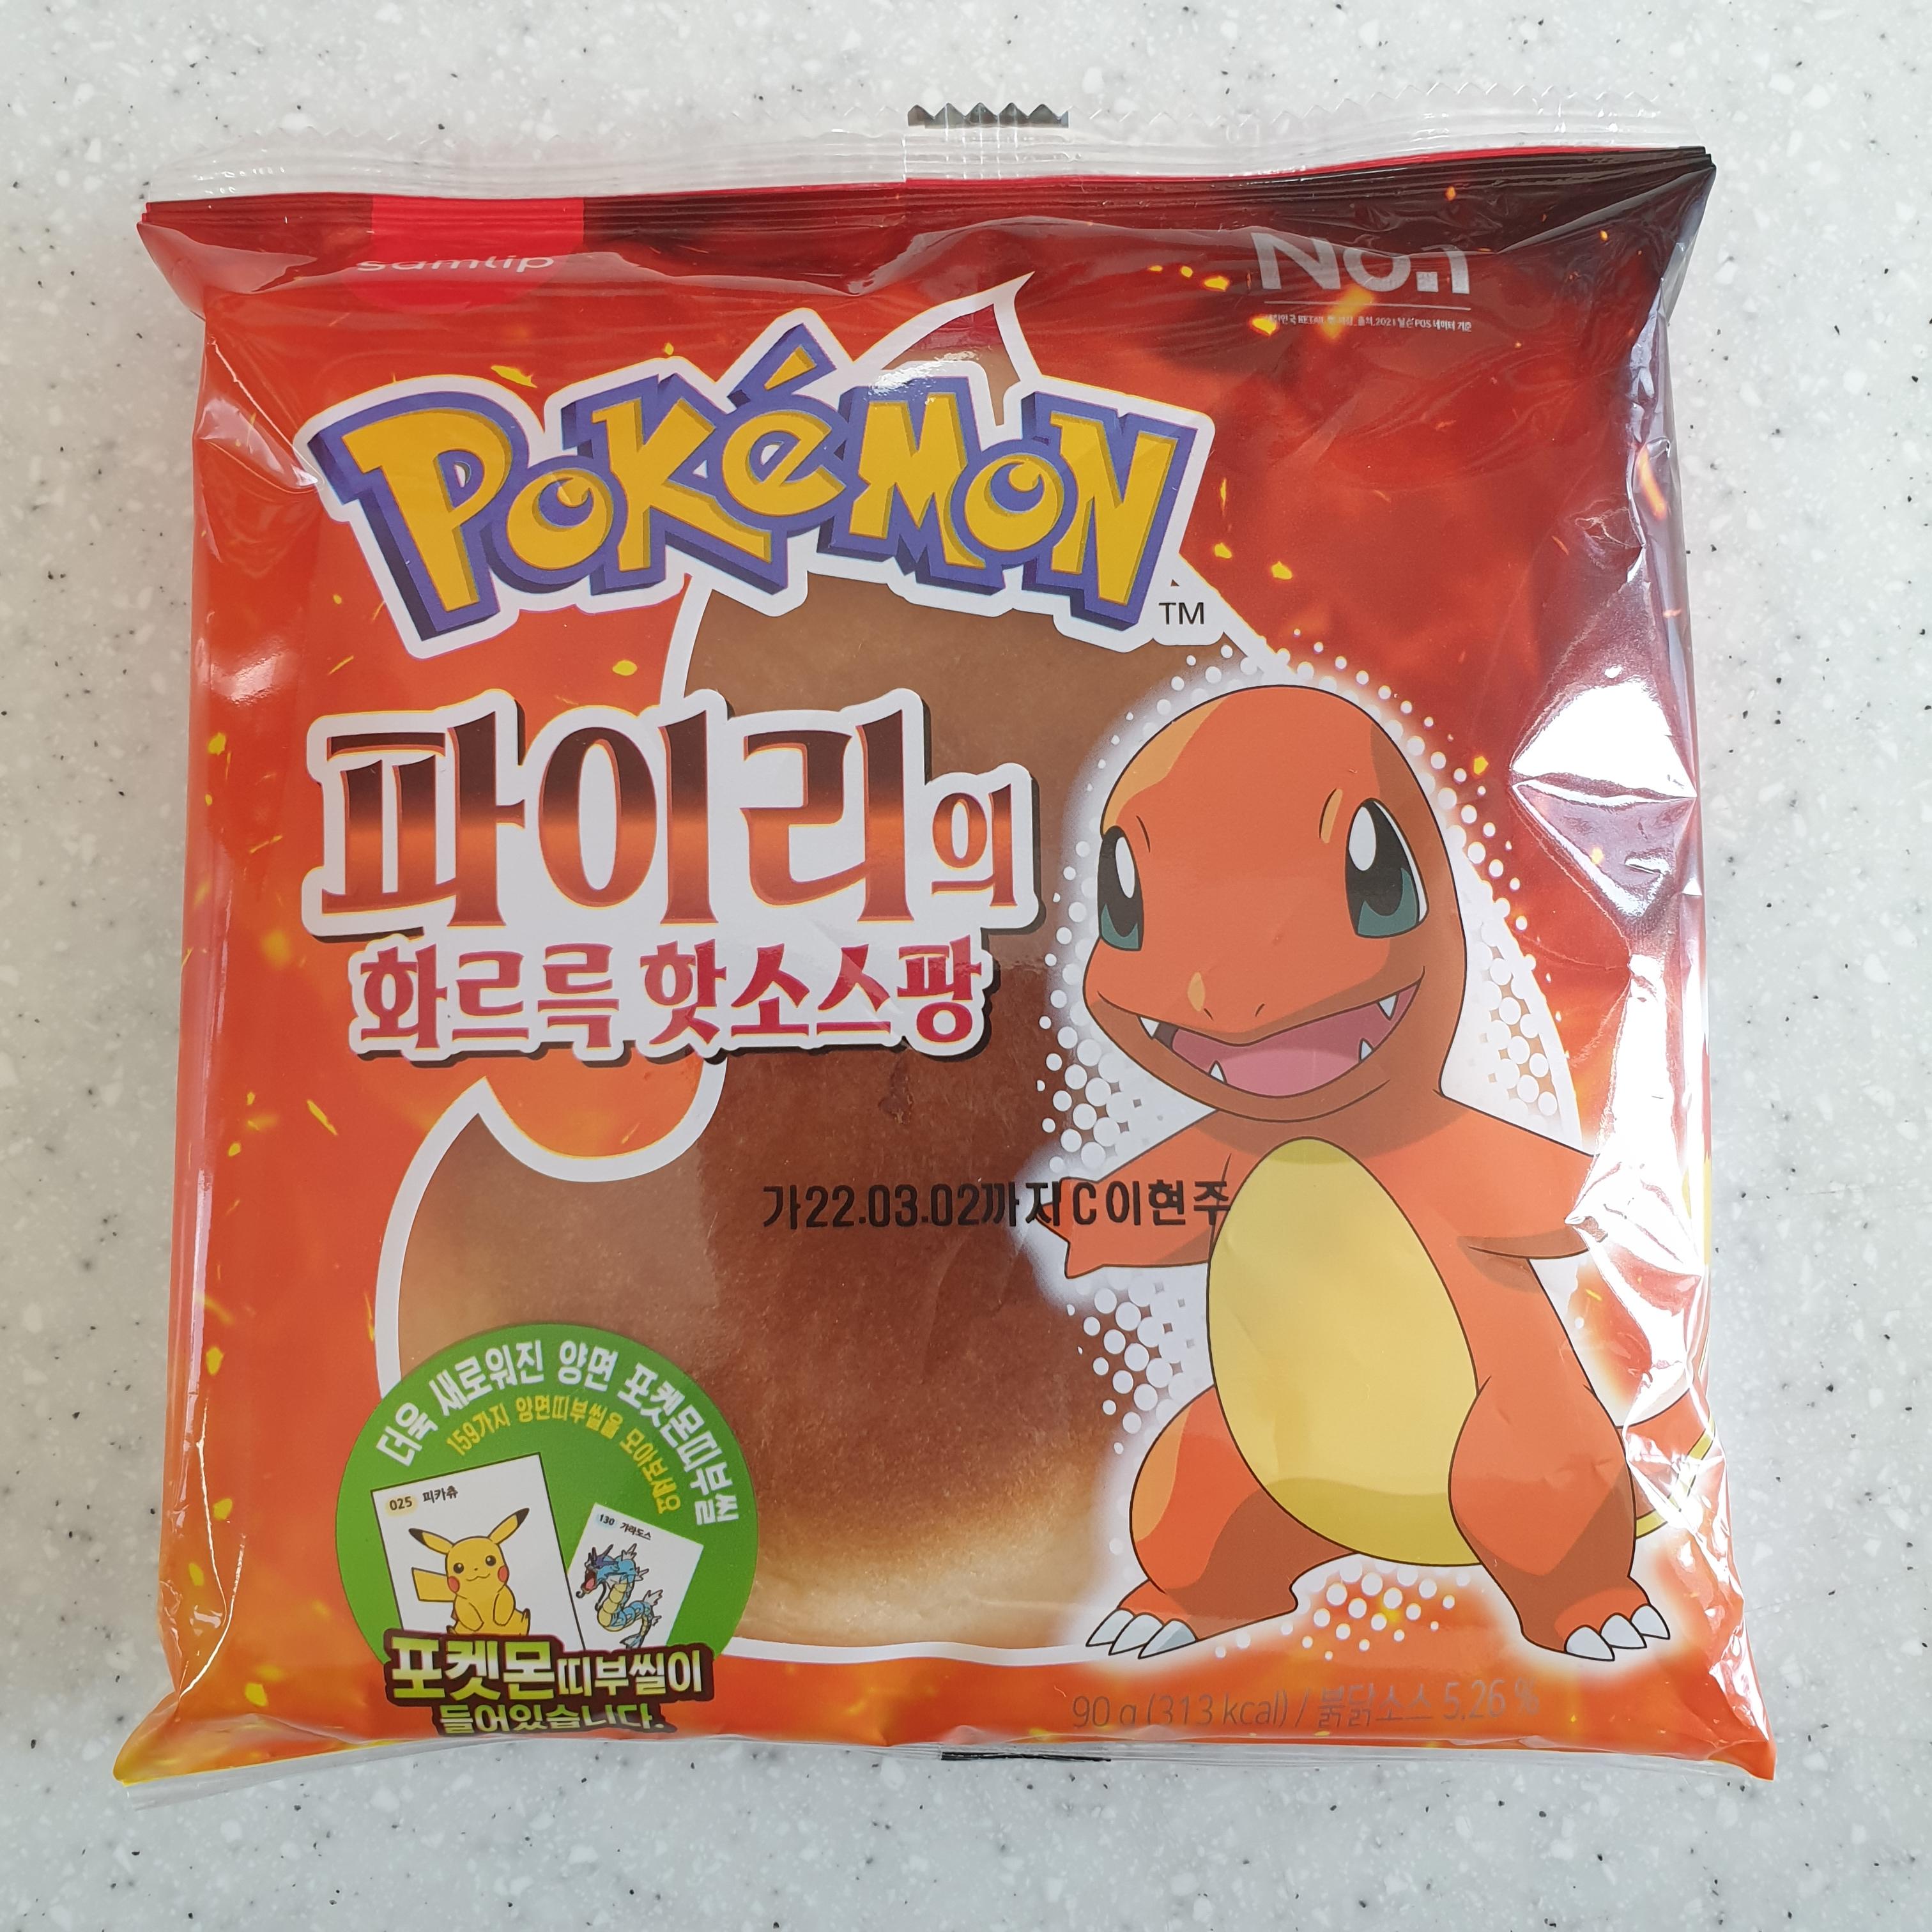 samlip
No.1
POKéMON
TM
파이리의
화르륵 핫소스팡
가22.03.02까지C이현주
더욱 새로워진 양면 포켓몬띠부씰
159가지 양면띠부씰을 모아보세요
025 피카츄
130 갸라도스
포켓몬띠부씰이
들어있습니다.
90 g (313 kcal) / 붉닭소스 5.26 %